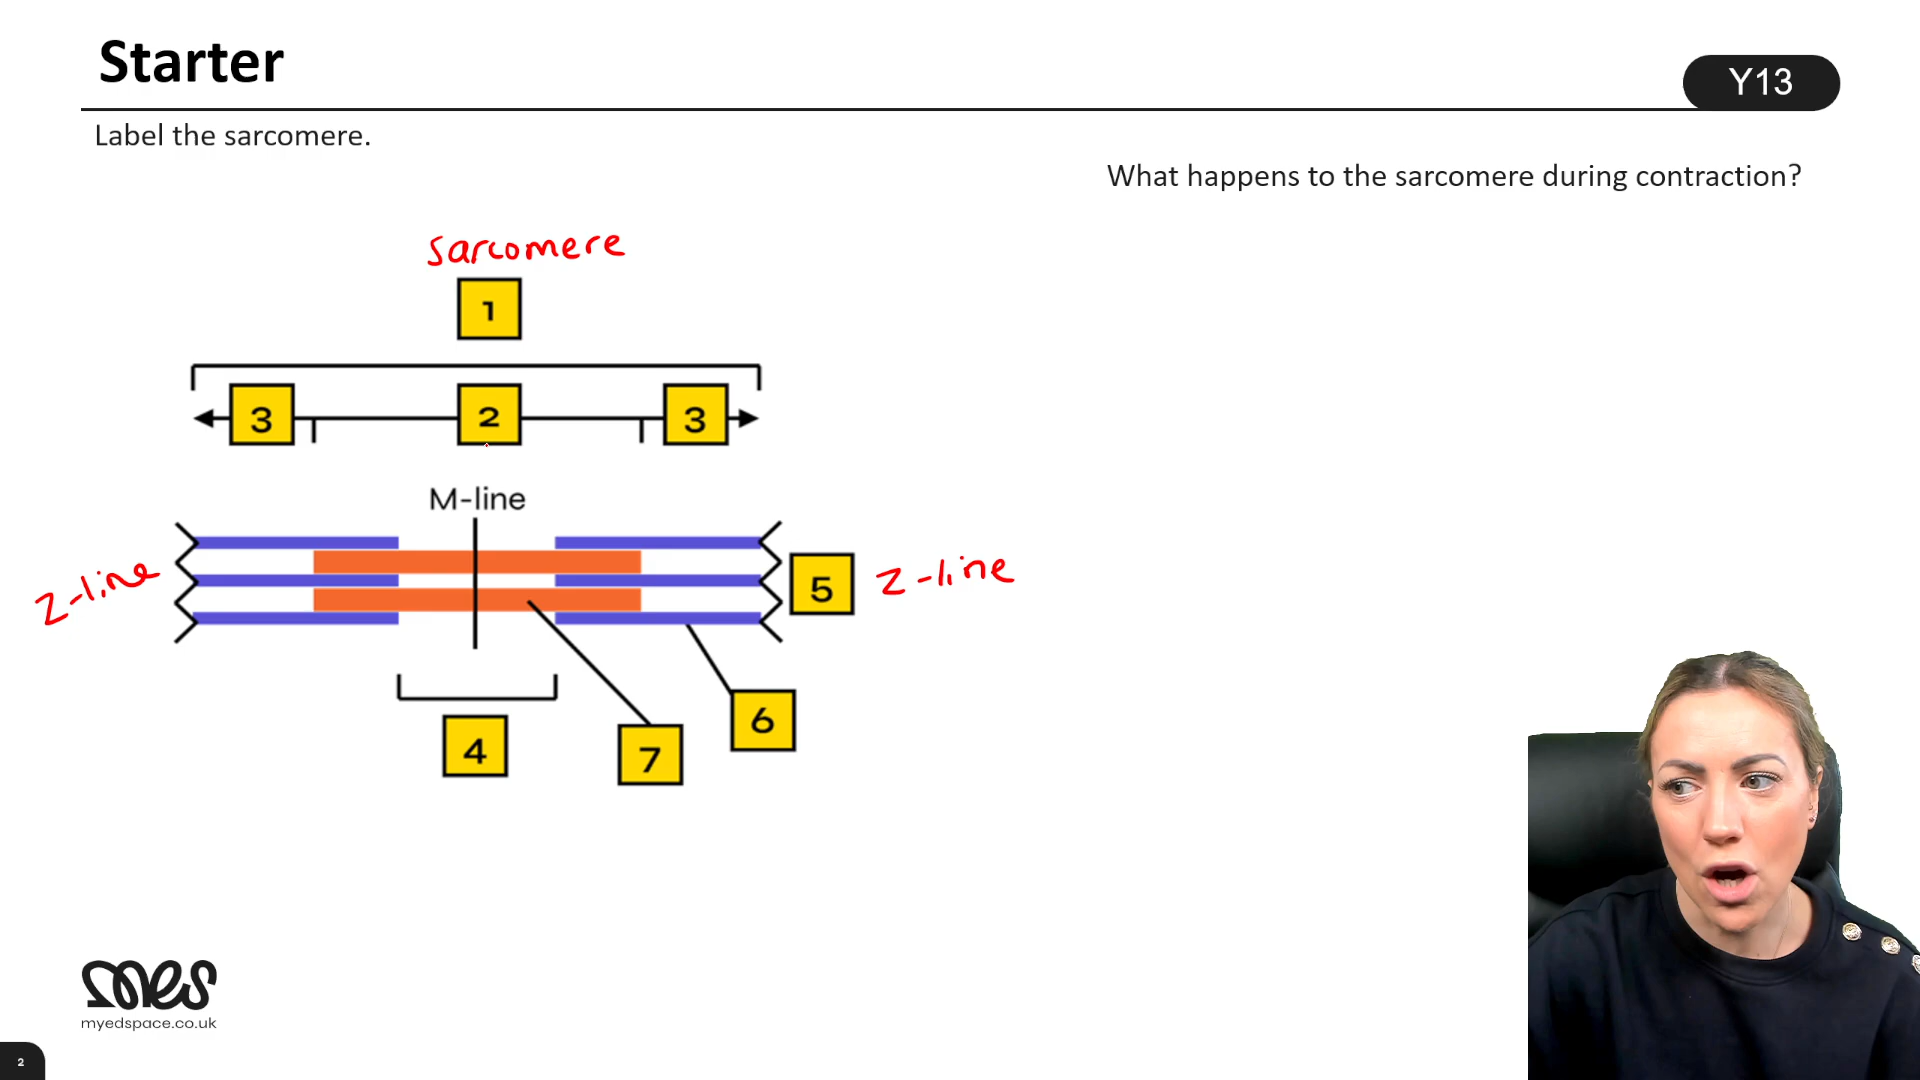 Starter
Y13
Label the sarcomere.
What happens to the sarcomere during contraction?
sarcomere
1
3
2
3
M-line
Z-line
5
Z-line
6
4
7
mes
myedspace.co.uk
2